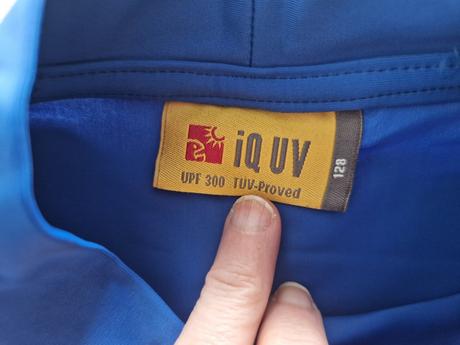 iQ UV
UPF 300 TUV-Proved
128